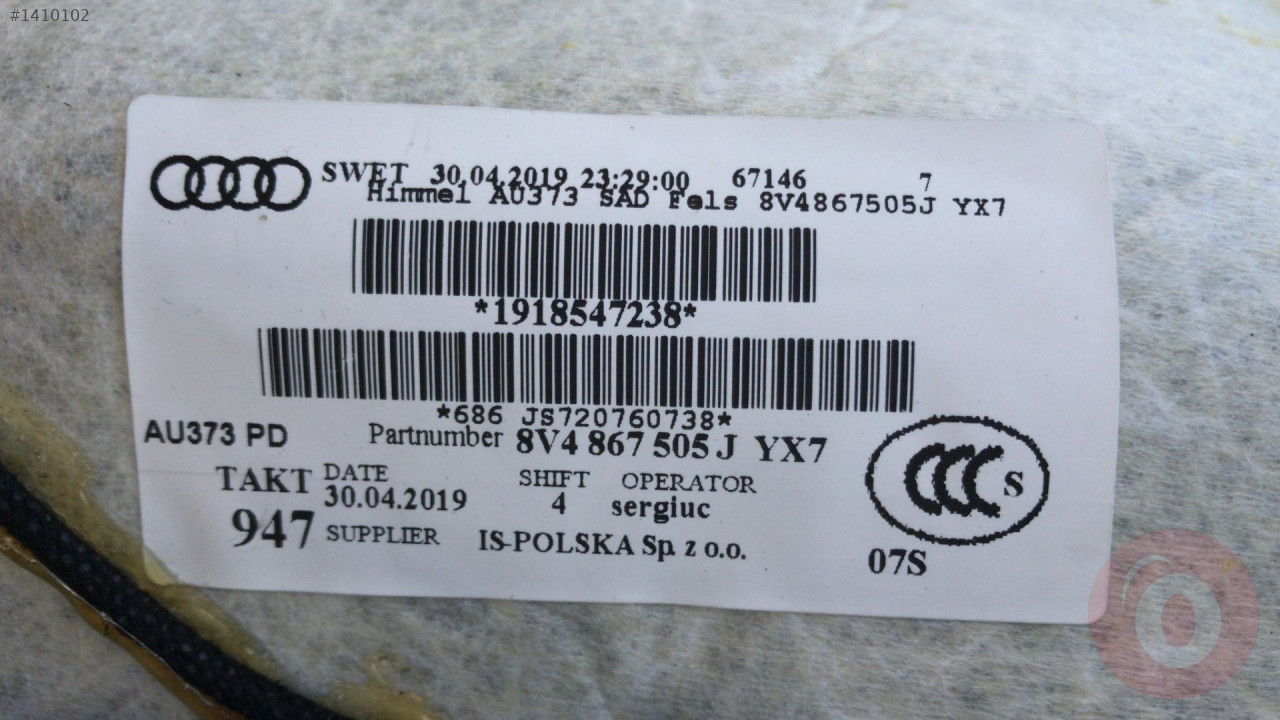 #1410102
SWET 30.04.2019 23:29:00 67146 7
Himmel AU373 SAD Fels 8V4867505J YX7
*1918547238*
*686 JS720760738*
AU373 PD Partnumber 8V4 867 505 J YX7
TAKT DATE SHIFT OPERATOR
30.04.2019 4 sergiuc
947 SUPPLIER IS-POLSKA Sp. z o.o.
CCC S
07S
O